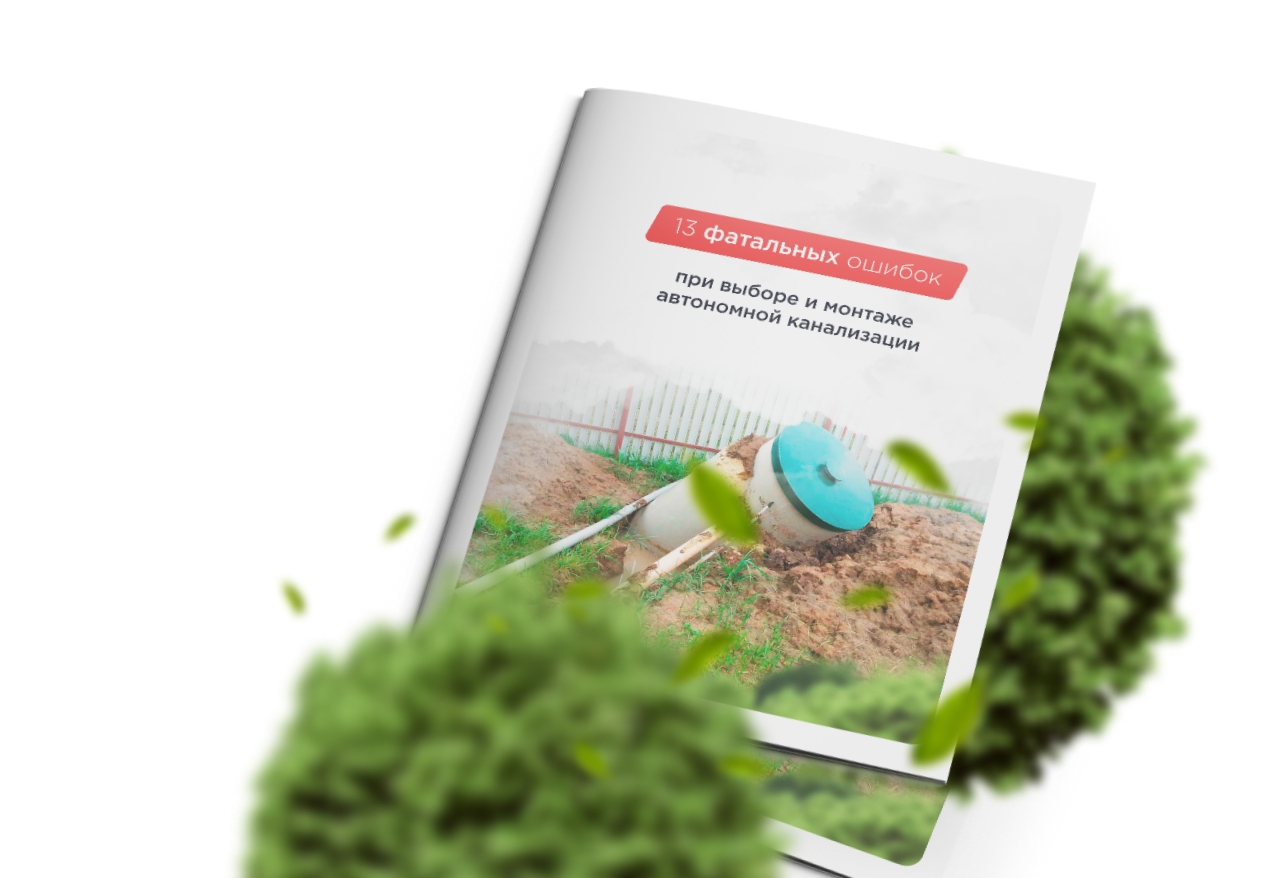 13 фатальных ошибок
при выборе и монтаже
автономной канализации